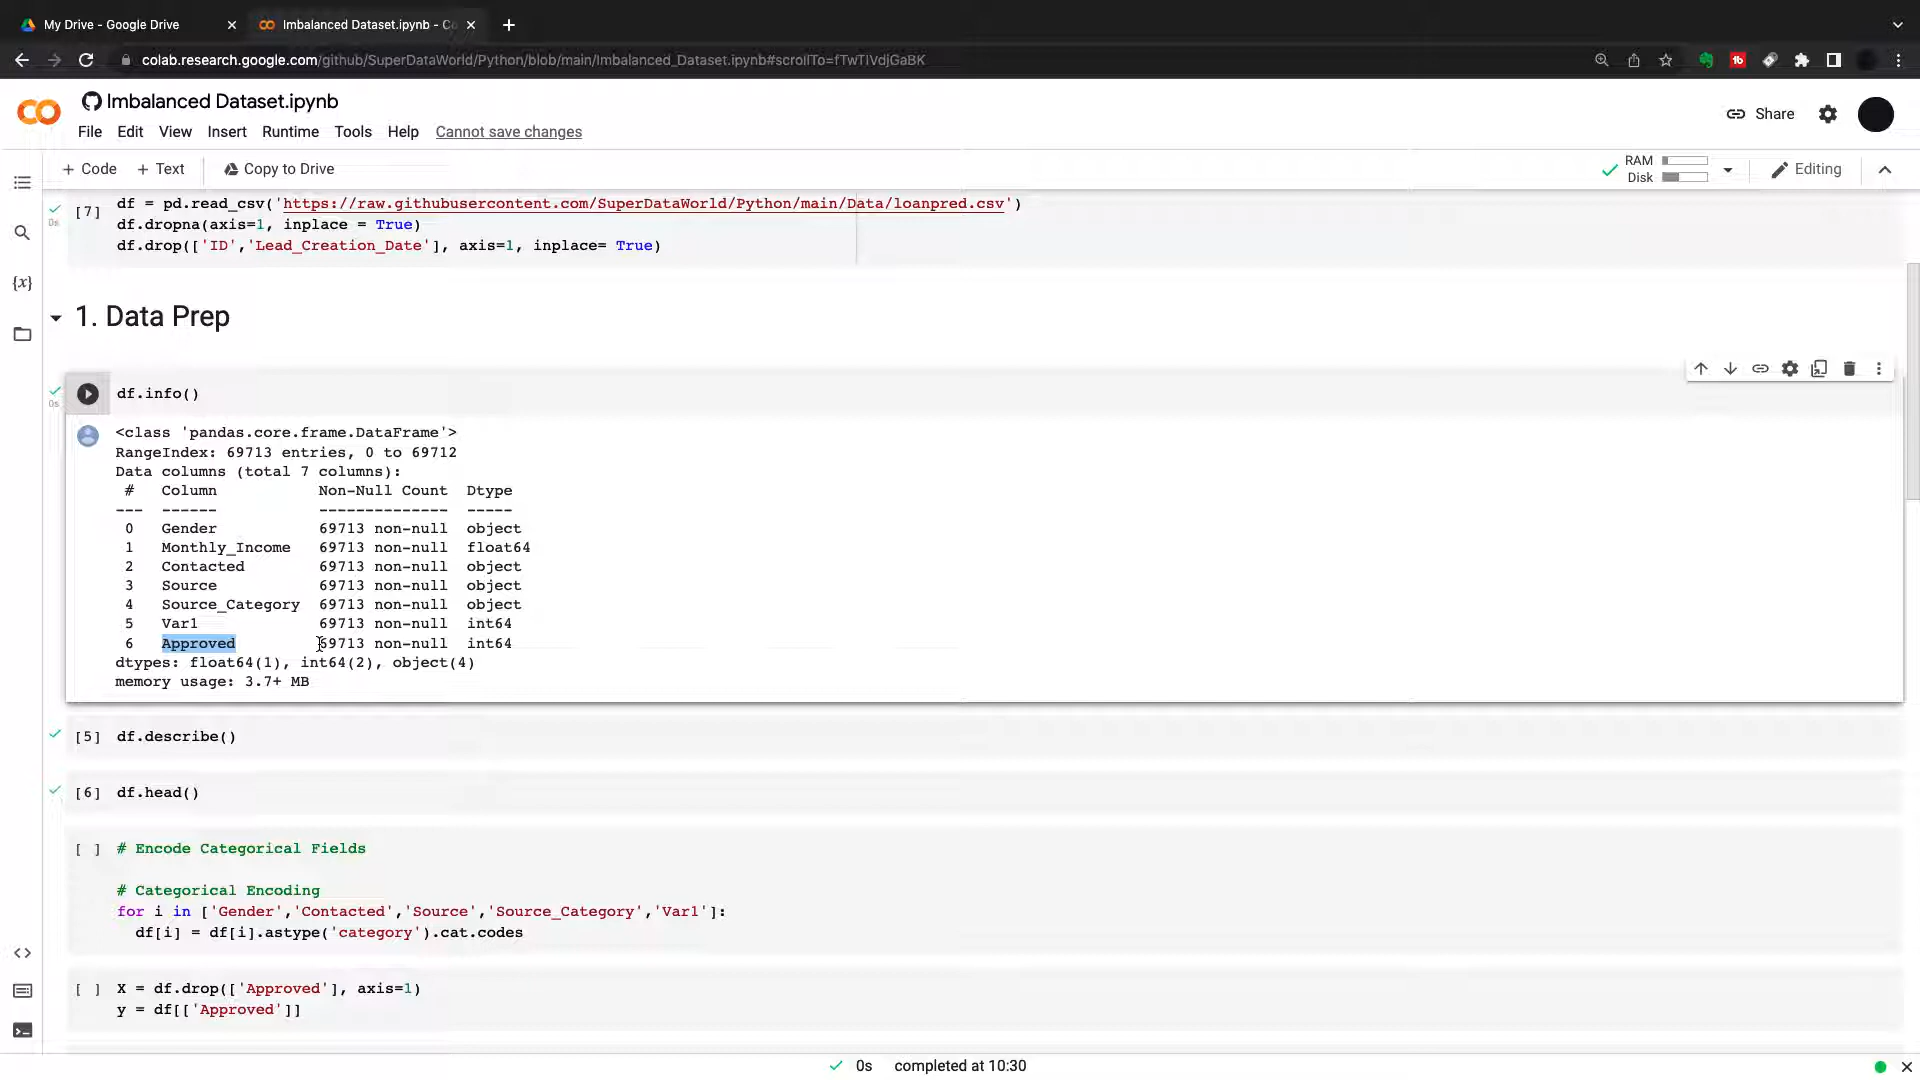 My Drive - Google Drive
Imbalanced Dataset.ipynb - Co
colab.research.google.com/github/SuperDataWorld/Python/blob/main/Imbalanced_Dataset.ipynb#scrollTo=fTwTIVdjGaBK
Imbalanced Dataset.ipynb
File Edit View Insert Runtime Tools Help Cannot save changes
Share
+ Code + Text Copy to Drive
RAM
Disk
Editing
[7] df = pd.read_csv('https://raw.githubusercontent.com/SuperDataWorld/Python/main/Data/loanpred.csv')
0s
df.dropna(axis=1, inplace = True)
df.drop(['ID','Lead_Creation_Date'], axis=1, inplace= True)
1. Data Prep
df.info()
0s
<class 'pandas.core.frame.DataFrame'>
RangeIndex: 69713 entries, 0 to 69712
Data columns (total 7 columns):
# Column Non-Null Count Dtype
--- ------ -------------- -----
0 Gender 69713 non-null object
1 Monthly_Income 69713 non-null float64
2 Contacted 69713 non-null object
3 Source 69713 non-null object
4 Source_Category 69713 non-null object
5 Var1 69713 non-null int64
6 Approved 69713 non-null int64
dtypes: float64(1), int64(2), object(4)
memory usage: 3.7+ MB
[5] df.describe()
[6] df.head()
[ ] # Encode Categorical Fields
# Categorical Encoding
for i in ['Gender','Contacted','Source','Source_Category','Var1']:
df[i] = df[i].astype('category').cat.codes
[ ] X = df.drop(['Approved'], axis=1)
y = df[['Approved']]
0s completed at 10:30